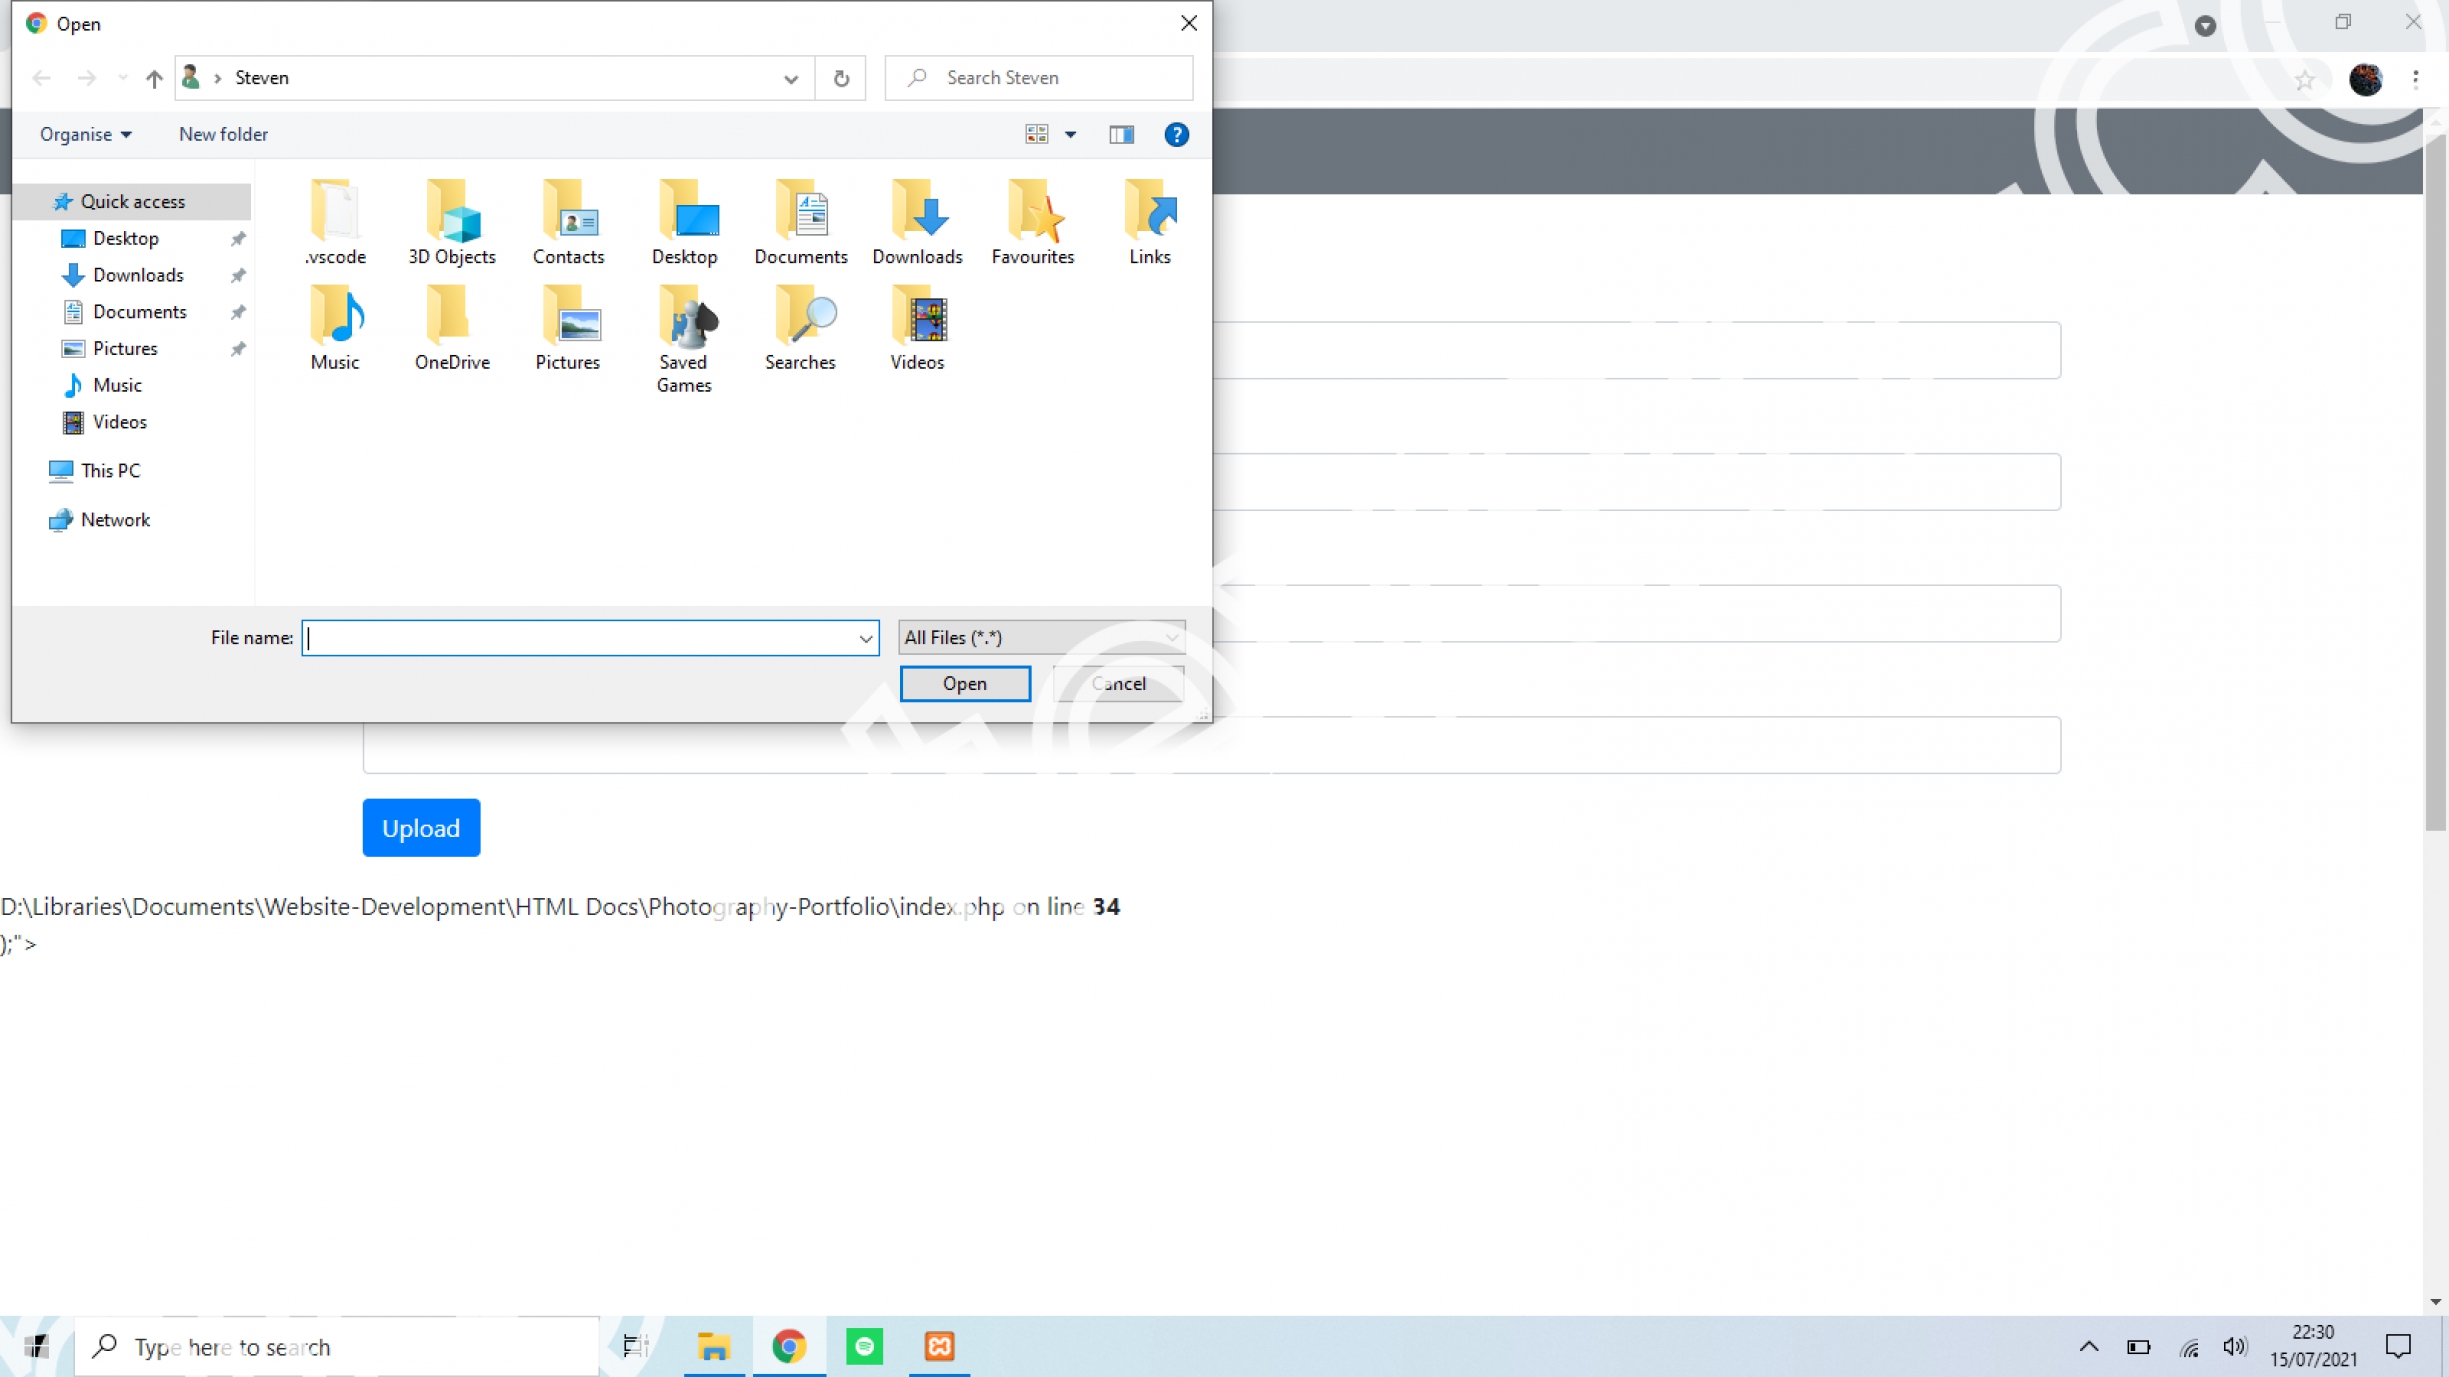 Open
Steven
Search Steven
Organise
New folder
Quick access
Desktop
Downloads
Documents
Pictures
Music
Videos
This PC
Network
.vscode
3D Objects
Contacts
Desktop
Documents
Downloads
Favourites
Links
Music
OneDrive
Pictures
Saved
Games
Searches
Videos
File name:
All Files (*.*)
Open
Cancel
Upload
D:\Libraries\Documents\Website-Development\HTML Docs\Photography-Portfolio\index.php on line 34
);">
Type here to search
22:30
15/07/2021